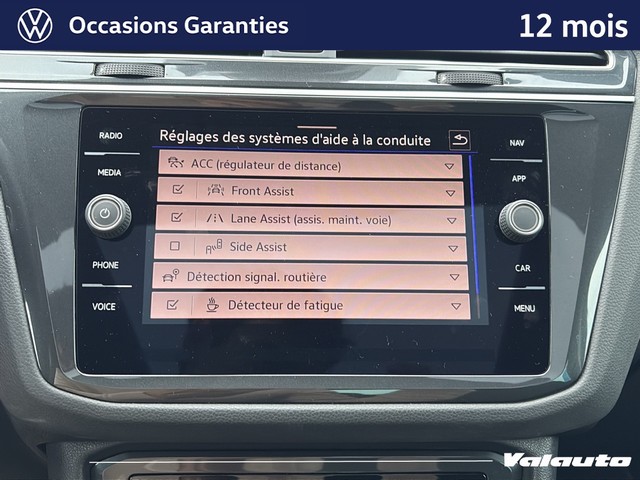 Occasions Garanties
12 mois
RADIO
MEDIA
PHONE
VOICE
Réglages des systèmes d'aide à la conduite
ACC (régulateur de distance)
Front Assist
Lane Assist (assis. maint. voie)
Side Assist
Détection signal. routière
Détecteur de fatigue
NAV
APP
CAR
MENU
Valauto